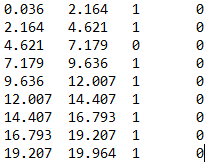 0.036 2.164 1 0
2.164 4.621 1 0
4.621 7.179 0 0
7.179 9.636 1 0
9.636 12.007 1 0
12.007 14.407 1 0
14.407 16.793 1 0
16.793 19.207 1 0
19.207 19.964 1 0